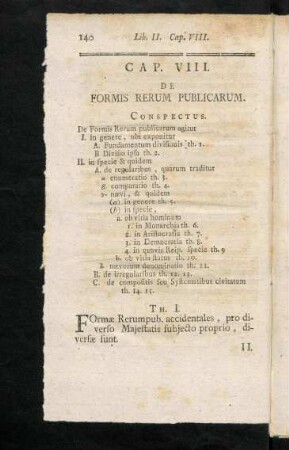 140 Lib. II. Cap. VIII.
CAP. VIII.
DE
FORMIS RERUM PUBLICARUM.
CONSPECTUS.
De Formis Rerum publicarum agitur
I. in genere, ubi exponitur
A. Fundamentum divisionis th. 1.
B Divisio ipsa th. 2.
II. in specie & quidem
A. de regularibus, quarum traditur
α enumeratio th. 3.
β comparatio th. 4.
γ nævi, & quidem
(a) in genere th. 5.
(b) in specie,
a. ob vitia hominum
1. in Monarchia th. 6.
2. in Aristocratia th. 7.
3. in Democratia th. 8.
4. in quavis Reip. specie th. 9
b. ob vitia status th. 10.
δ nævorum denominatio th. 11.
B. de irregularibus th. 12. 13.
C. de compositis seu Systematibus civitatum
th. 14. 15.
TH. I.
FOrmæ Rerumpub. accidentales, pro di-
verso Majestatis subjecto proprio, di-
versæ sunt.
II.